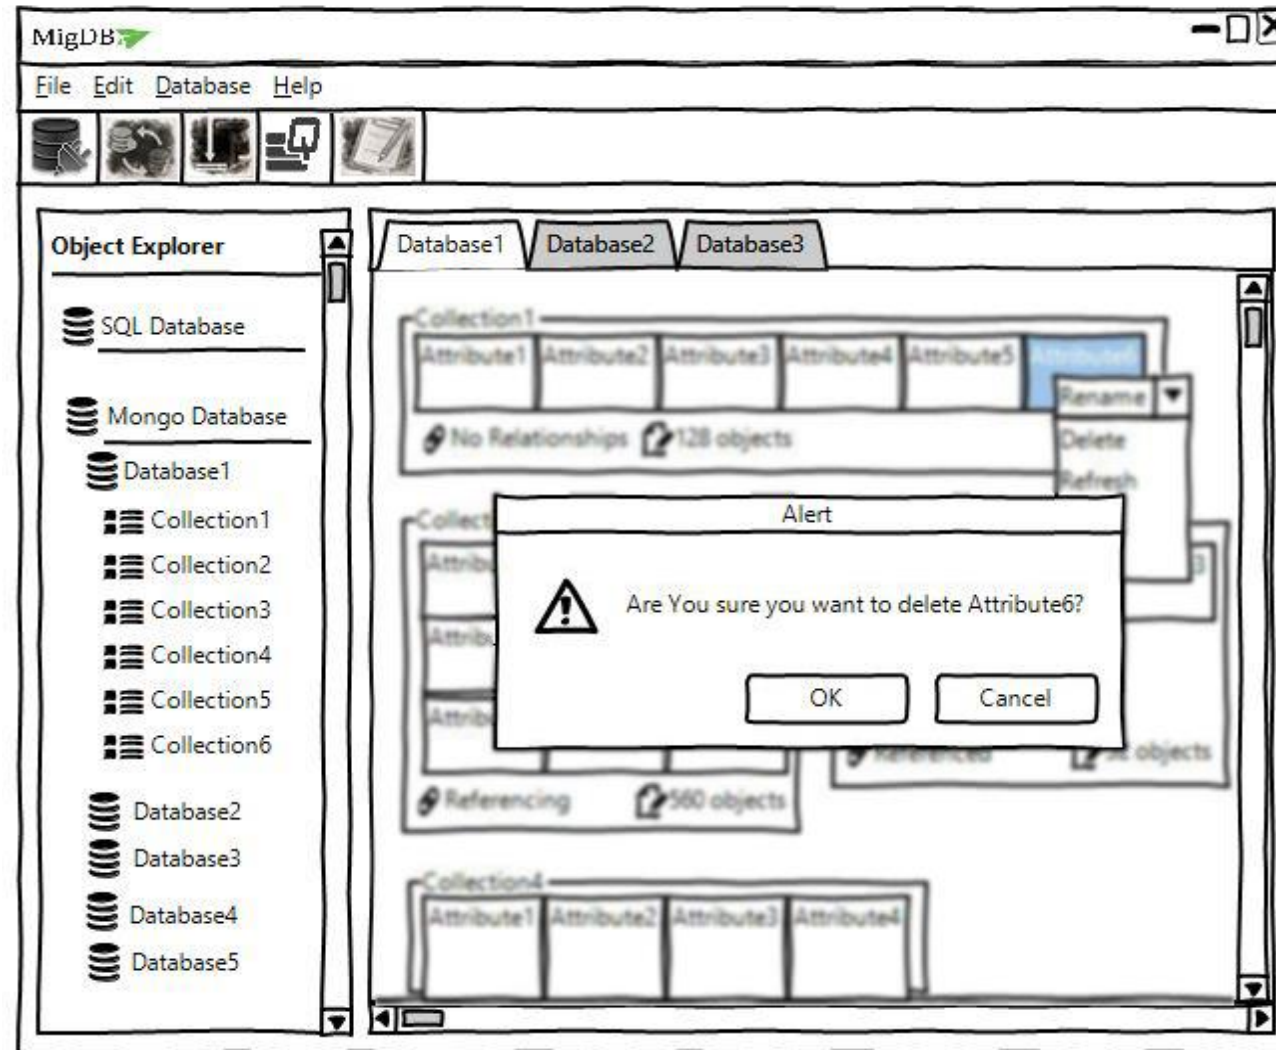 MigDB
File Edit Database Help
Object Explorer
SQL Database
Mongo Database
Database1
Collection1
Collection2
Collection3
Collection4
Collection5
Collection6
Database2
Database3
Database4
Database5
Database1 Database2 Database3
Collection1
Attribute1 Attribute2 Attribute3 Attribute4 Attribute5 Attribute6
Rename
Delete
Refresh
No Relationships 128 objects
Alert
Are You sure you want to delete Attribute6?
OK Cancel
Referenced objects
Referencing 560 objects
Collection4
Attribute1 Attribute2 Attribute3 Attribute4